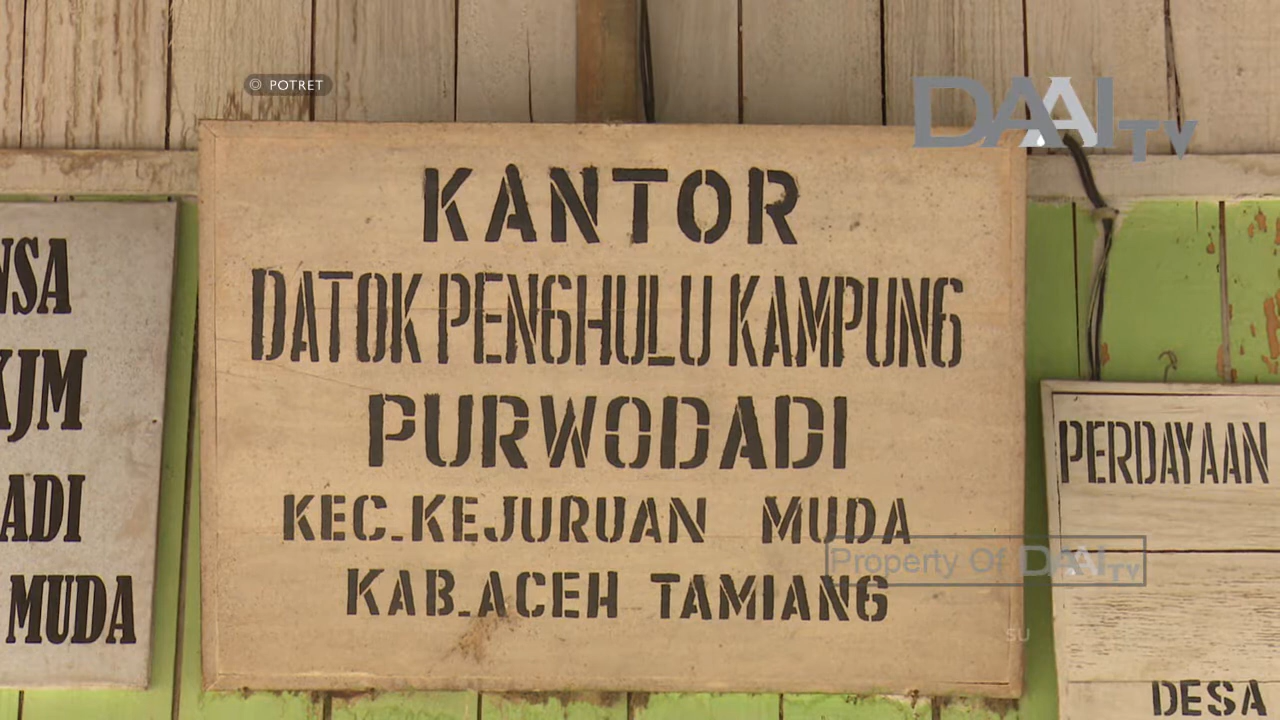 © POTRET
DAAI TV
KANTOR
DATOK PENGHULU KAMPUNG
PURWODADI
KEC.KEJURUAN MUDA
KAB.ACEH TAMIANG
NSA
KJM
ADI
MUDA
PERDAYAAN
DESA
Property Of DAAI TV
SU